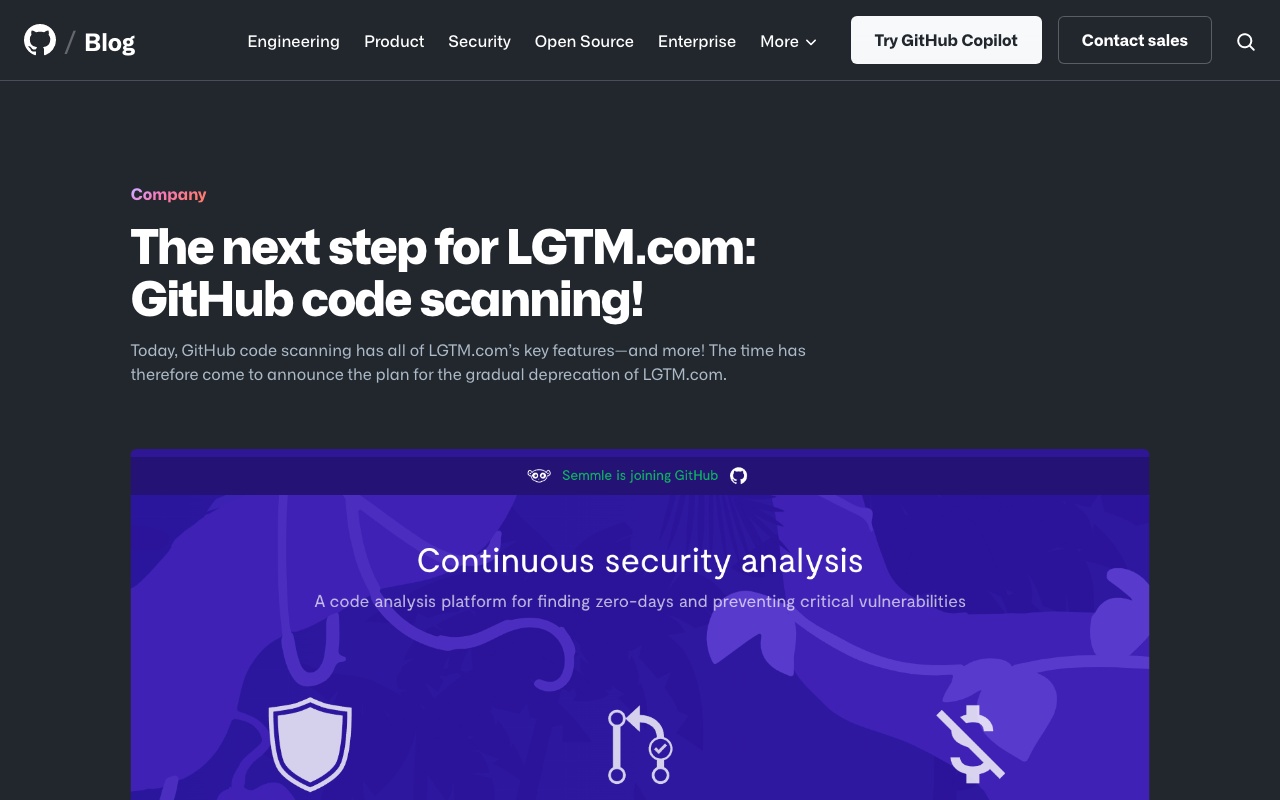 / Blog
Engineering Product Security Open Source Enterprise More Try GitHub Copilot Contact sales
Company
The next step for LGTM.com:
GitHub code scanning!
Today, GitHub code scanning has all of LGTM.com’s key features—and more! The time has
therefore come to announce the plan for the gradual deprecation of LGTM.com.
Semmle is joining GitHub
Continuous security analysis
A code analysis platform for finding zero-days and preventing critical vulnerabilities